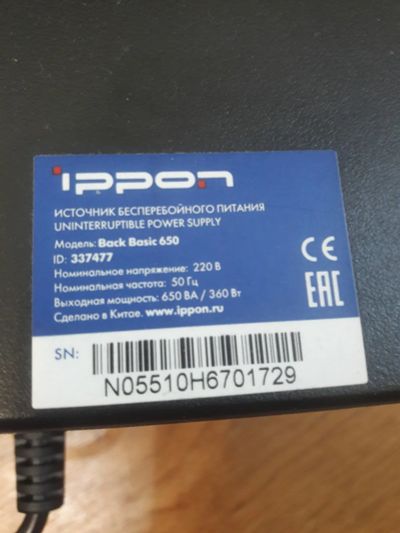 ippon
ИСТОЧНИК БЕСПЕРЕБОЙНОГО ПИТАНИЯ
UNINTERRUPTIBLE POWER SUPPLY
Модель: Back Basic 650
ID: 337477
Номинальное напряжение: 220 В
Номинальная частота: 50 Гц
Выходная мощность: 650 ВА / 360 Вт
Сделано в Китае. www.ippon.ru
CE
EAC
SN:
N05510H6701729